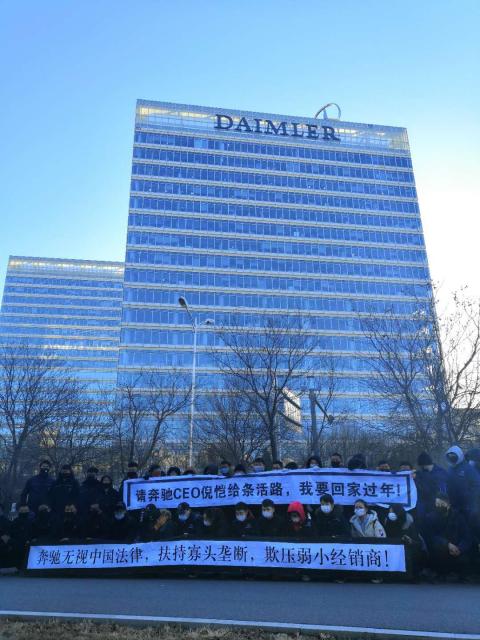 DAIMLER
请奔驰CEO倪恺给条活路，我要回家过年！
奔驰无视中国法律，扶持寡头垄断，欺压弱小经销商！